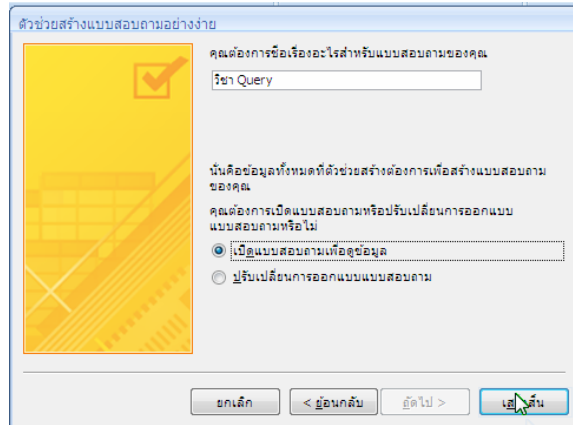 ตัวช่วยสร้างแบบสอบถามอย่างง่าย
คุณต้องการชื่อเรื่องอะไรสำหรับแบบสอบถามของคุณ
วิชา Query
นั่นคือข้อมูลทั้งหมดที่ตัวช่วยสร้างต้องการเพื่อสร้างแบบสอบถาม
ของคุณ
คุณต้องการเปิดแบบสอบถามหรือปรับเปลี่ยนการออกแบบ
แบบสอบถามหรือไม่
เปิดแบบสอบถามเพื่อดูข้อมูล
ปรับเปลี่ยนการออกแบบแบบสอบถาม
ยกเลิก
< ย้อนกลับ
ถัดไป >